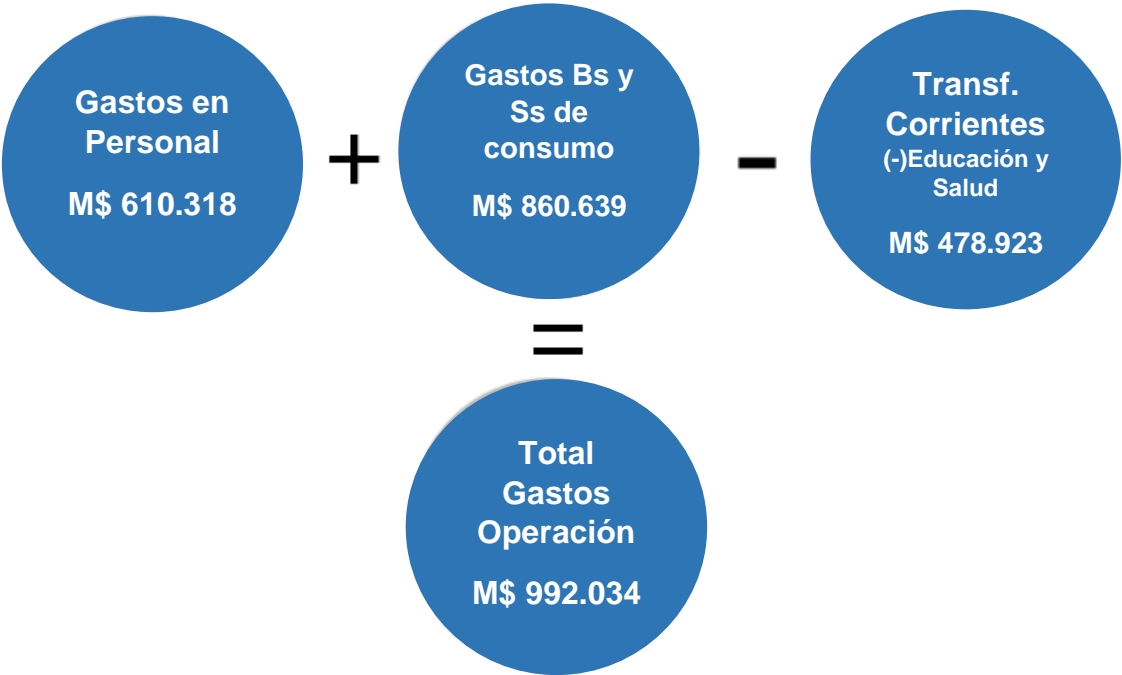 Gastos en
Personal
M$ 610.318
+
Gastos Bs y
Ss de
consumo
M$ 860.639
-
Transf.
Corrientes
(-)Educación y
Salud
M$ 478.923
=
Total
Gastos
Operación
M$ 992.034